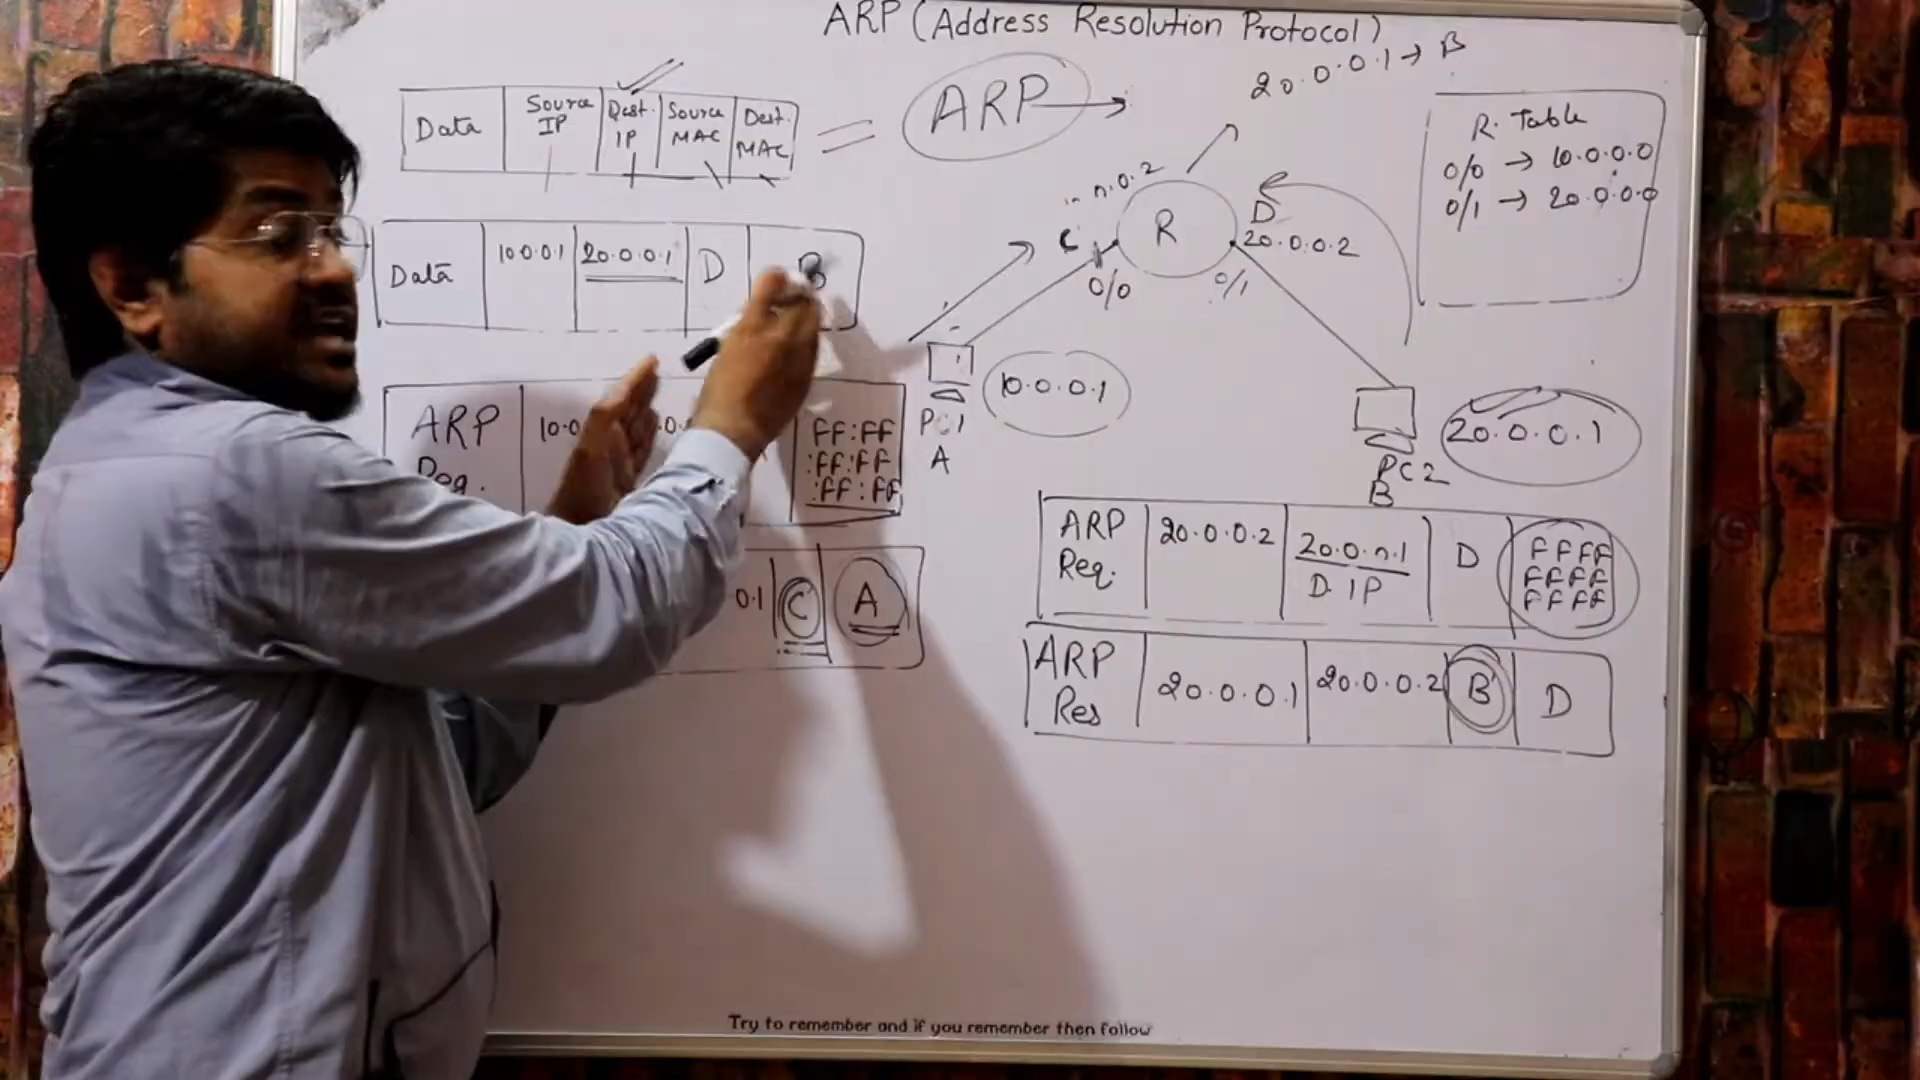 ARP (Address Resolution Protocol)
20.0.0.1 → B
Data Source IP Dest. IP Source MAC Dest. MAC
ARP →
R. Table
0/0 → 10.0.0.0
0/1 → 20.0.0.0
Data 10.0.0.1 20.0.0.1 D B
C R D
20.0.0.2
0/0 0/1
10.0.0.1
PC1
A
20.0.0.1
PC2
B
ARP Req.
FF:FF
:FF:FF
:FF:FF
0.1 C A
ARP Req. 20.0.0.2 20.0.0.1 D
D. IP
FFFF
FFFF
FFFF
ARP Res 20.0.0.1 20.0.0.2 B D
Try to remember and if you remember then follow